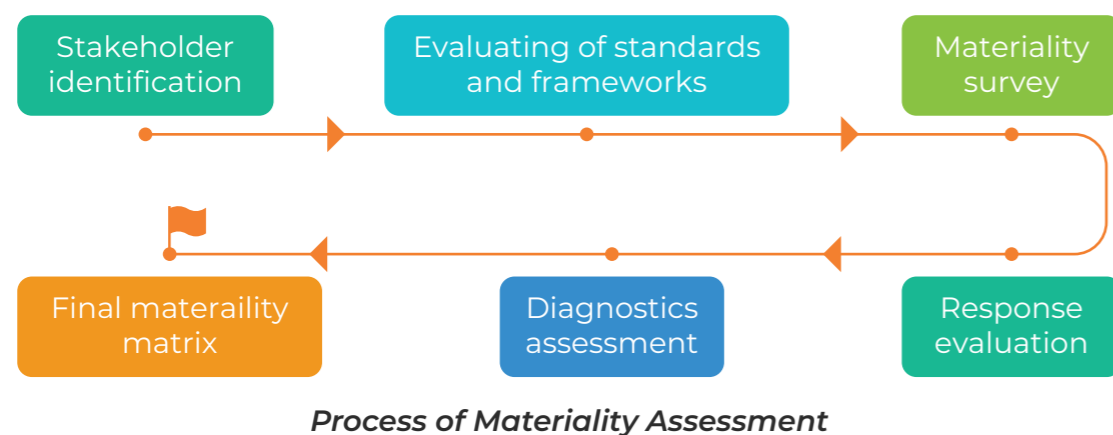 Stakeholder
identification
Evaluating of standards
and frameworks
Materiality
survey
Response
evaluation
Diagnostics
assessment
Final materaility
matrix
Process of Materiality Assessment